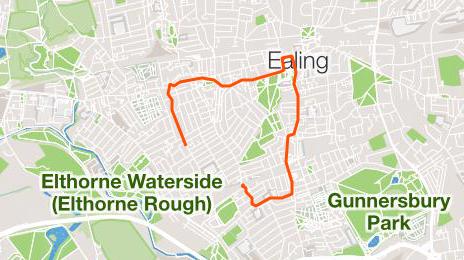 Ealing
Elthorne Waterside
(Elthorne Rough)
Gunnersbury
Park